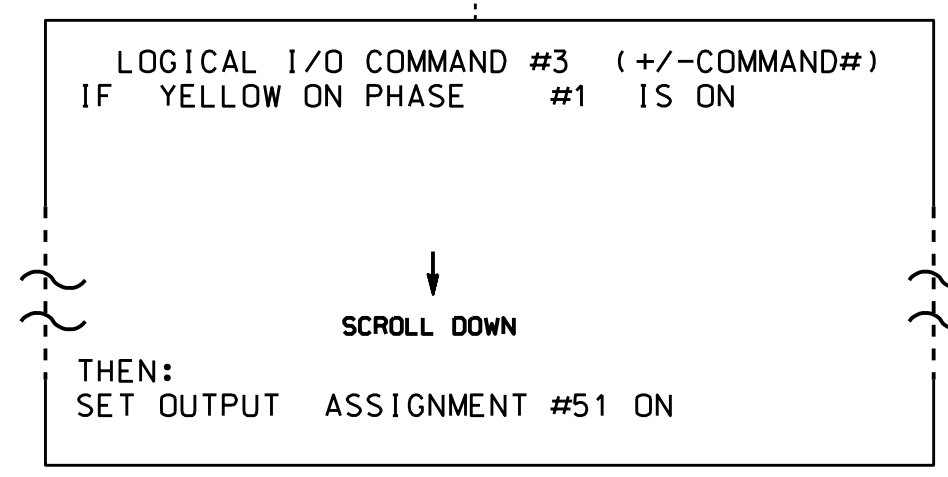 LOGICAL I/O COMMAND #3 (+/-COMMAND#)
IF YELLOW ON PHASE #1 IS ON
SCROLL DOWN
THEN:
SET OUTPUT ASSIGNMENT #51 ON